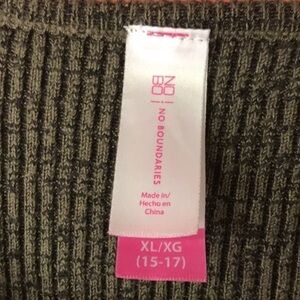 NO
BO
NO BOUNDARIES
Made in/
Hecho en
China
XL/XG
(15-17)